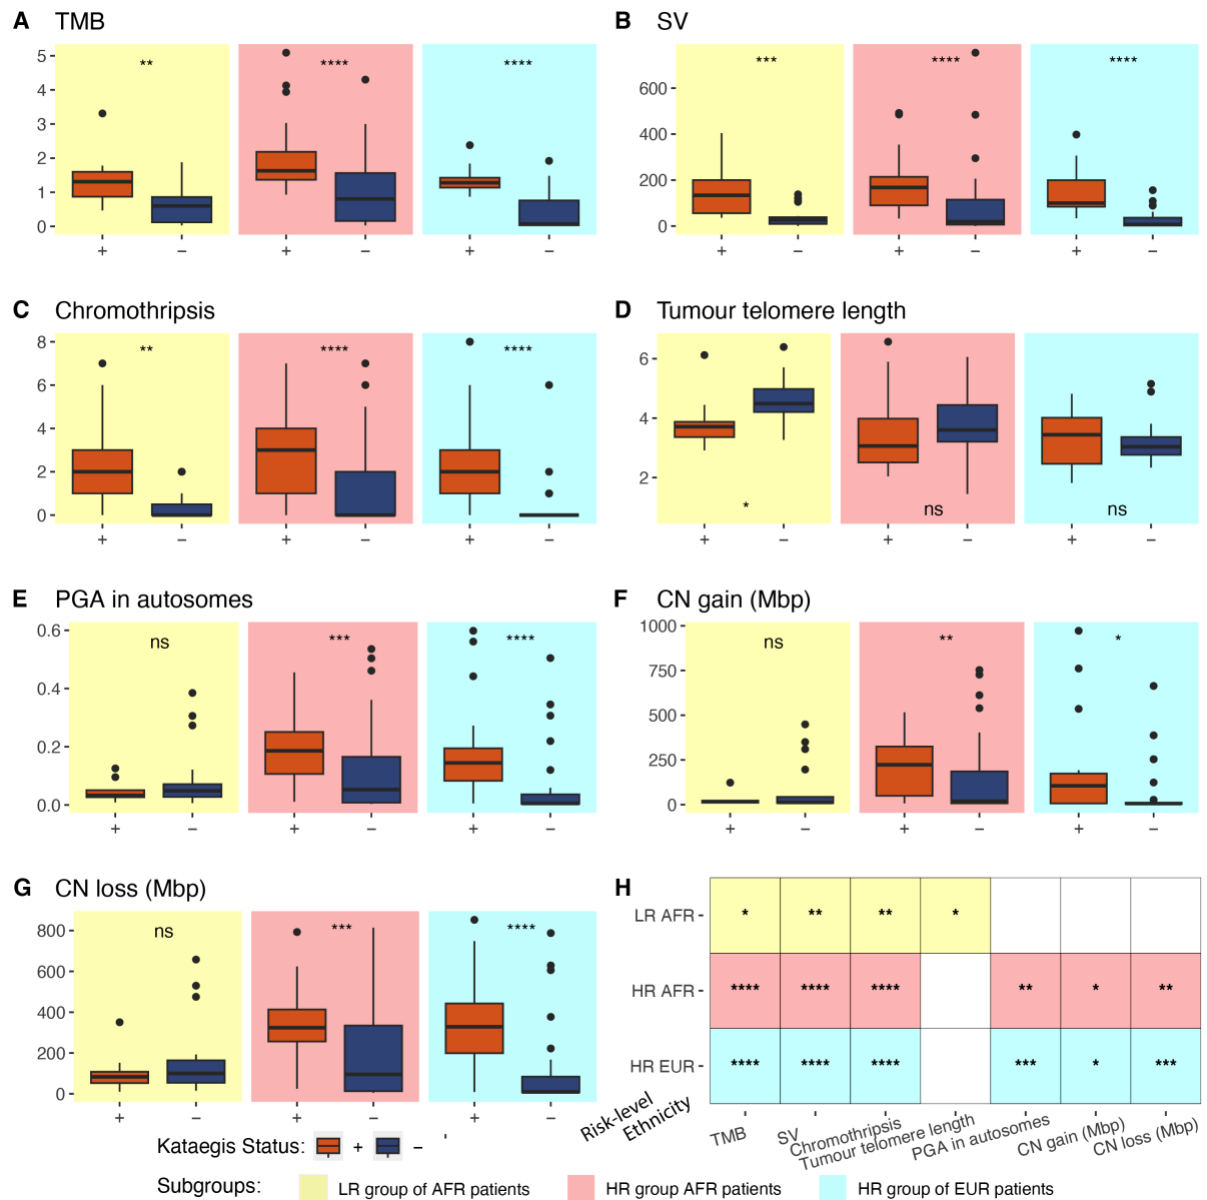 A TMB
5
4
3
2
1
0
** **** ****
+ − + − + −
B SV
600
400
200
0
*** **** ****
+ − + − + −
C Chromothripsis
8
6
4
2
0
** **** ****
+ − + − + −
D Tumour telomere length
6
4
2
* ns ns
+ − + − + −
E PGA in autosomes
0.6
0.4
0.2
0.0
ns *** ****
+ − + − + −
F CN gain (Mbp)
1000
750
500
250
0
ns ** *
+ − + − + −
G CN loss (Mbp)
800
600
400
200
0
ns *** ****
+ − + − + −
H
LR AFR * ** ** *
HR AFR **** **** **** ** * **
HR EUR **** **** **** *** * ***
Risk-level
Ethnicity
TMB
SV
Chromothripsis
Tumour telomere length
PGA in autosomes
CN gain (Mbp)
CN loss (Mbp)
Kataegis Status: + −
Subgroups: LR group of AFR patients HR group AFR patients HR group of EUR patients